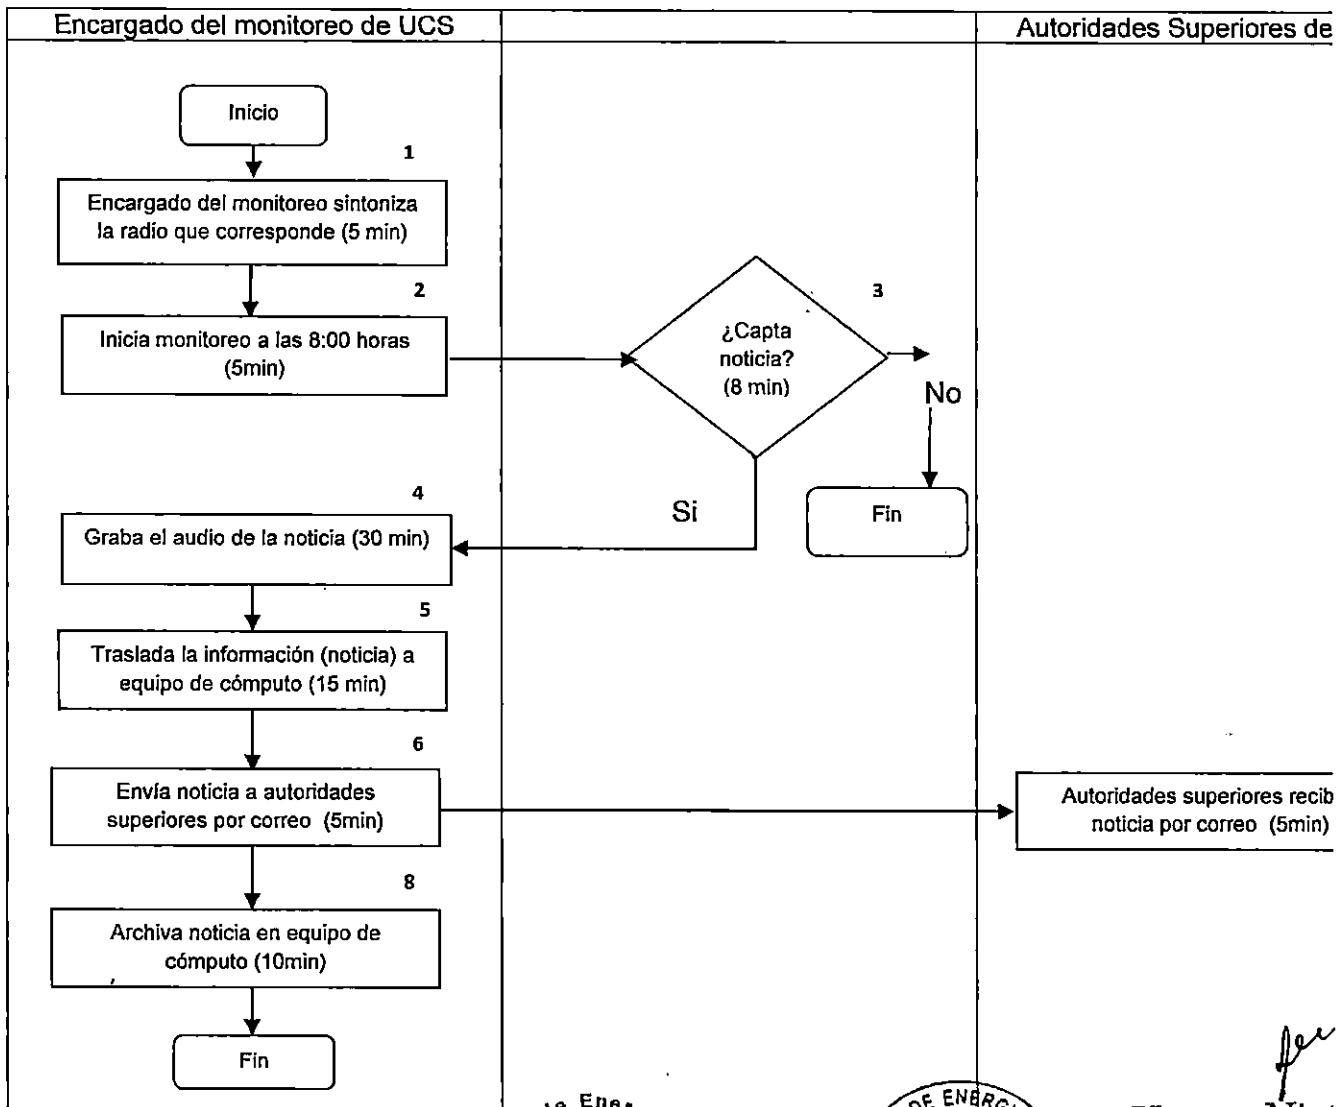 Encargado del monitoreo de UCS
Autoridades Superiores de
Inicio
1
Encargado del monitoreo sintoniza
la radio que corresponde (5 min)
2
Inicia monitoreo a las 8:00 horas
(5min)
3
¿Capta
noticia?
(8 min)
No
Fin
Si
4
Graba el audio de la noticia (30 min)
5
Traslada la información (noticia) a
equipo de cómputo (15 min)
6
Envía noticia a autoridades
superiores por correo (5min)
Autoridades superiores recib
noticia por correo (5min)
8
Archiva noticia en equipo de
cómputo (10min)
Fin
DE ENERG